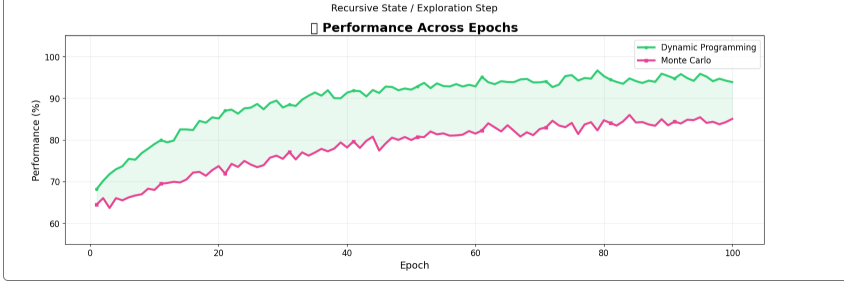 Recursive State / Exploration Step
Performance Across Epochs
Dynamic Programming
Monte Carlo
Performance (%)
100
90
80
70
60
0 20 40 60 80 100
Epoch